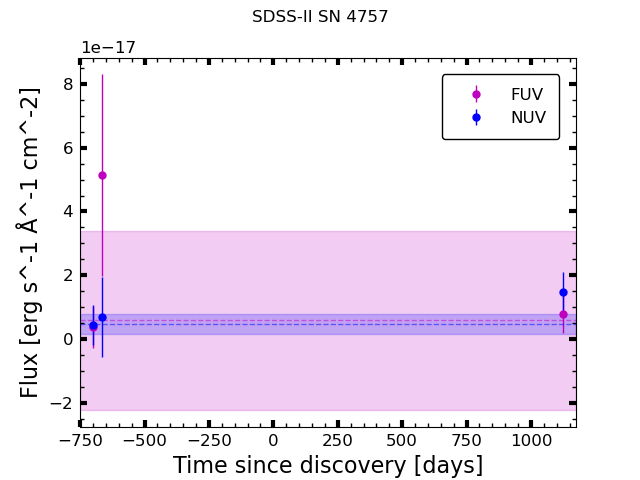 SDSS-II SN 4757
1e−17
FUV
NUV
8
6
4
2
0
−2
Flux [erg s^-1 Å^-1 cm^-2]
−750 −500 −250 0 250 500 750 1000
Time since discovery [days]